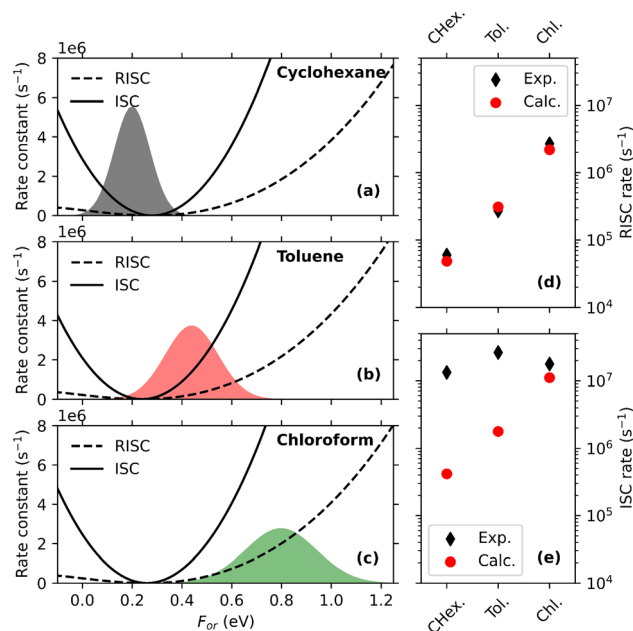 1e6
8
6
4
2
0
Rate constant (s⁻¹)
RISC
ISC
Cyclohexane
(a)
1e6
8
6
4
2
0
Rate constant (s⁻¹)
RISC
ISC
Toluene
(b)
1e6
8
6
4
2
0
Rate constant (s⁻¹)
RISC
ISC
Chloroform
(c)
0.0 0.2 0.4 0.6 0.8 1.0 1.2
F_or (eV)
CHex. Tol. Chl.
Exp.
Calc.
10⁷
10⁶
10⁵
10⁴
RISC rate (s⁻¹)
(d)
10⁷
10⁶
10⁵
10⁴
ISC rate (s⁻¹)
Exp.
Calc.
(e)
CHex. Tol. Chl.